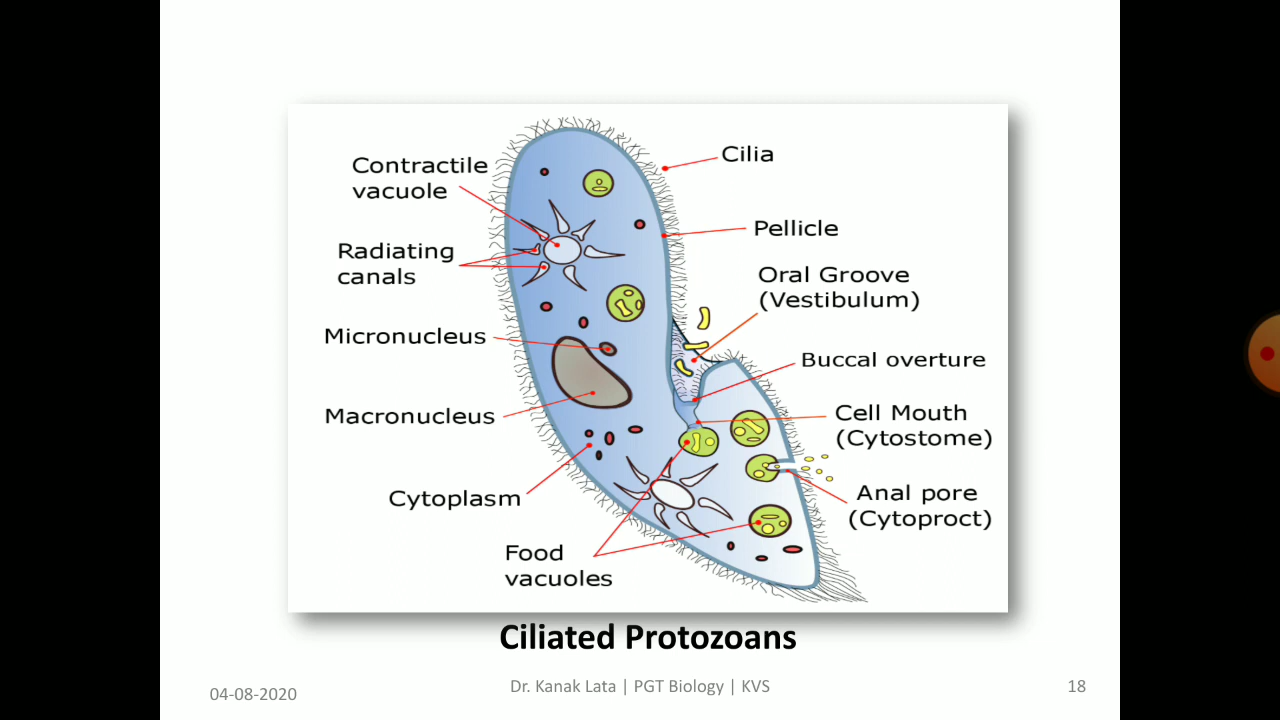 Contractile
vacuole
Radiating
canals
Micronucleus
Macronucleus
Cytoplasm
Food
vacuoles
Cilia
Pellicle
Oral Groove
(Vestibulum)
Buccal overture
Cell Mouth
(Cytostome)
Anal pore
(Cytoproct)
Ciliated Protozoans
04-08-2020
Dr. Kanak Lata | PGT Biology | KVS
18